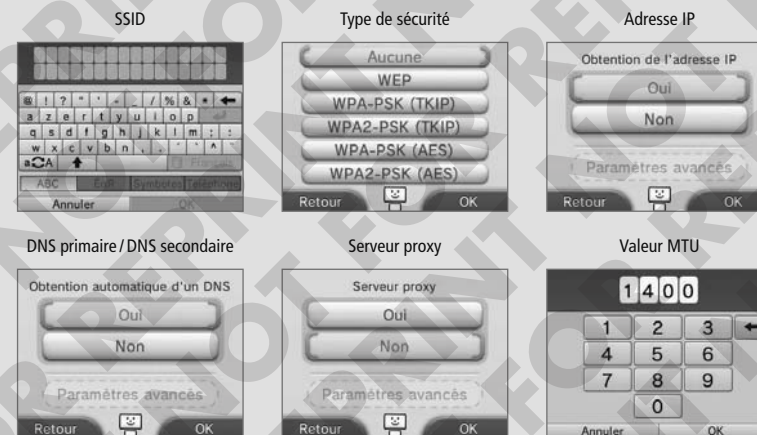 SSID
Type de sécurité
Adresse IP
@ ! ? " ' - _ / % & *
a z e r t y u i o p
q s d f g h j k l m ; :
w x c v b n , . ' ^
a A
Français
ABC Symboles Téléphone
Annuler OK
Aucune
WEP
WPA-PSK (TKIP)
WPA2-PSK (TKIP)
WPA-PSK (AES)
WPA2-PSK (AES)
Retour OK
Obtention de l'adresse IP
Oui
Non
Paramètres avancés
Retour OK
DNS primaire / DNS secondaire
Serveur proxy
Valeur MTU
Obtention automatique d'un DNS
Oui
Non
Paramètres avancés
Retour OK
Serveur proxy
Oui
Non
Paramètres avancés
Retour OK
1400
1 2 3
4 5 6
7 8 9
0
Annuler OK